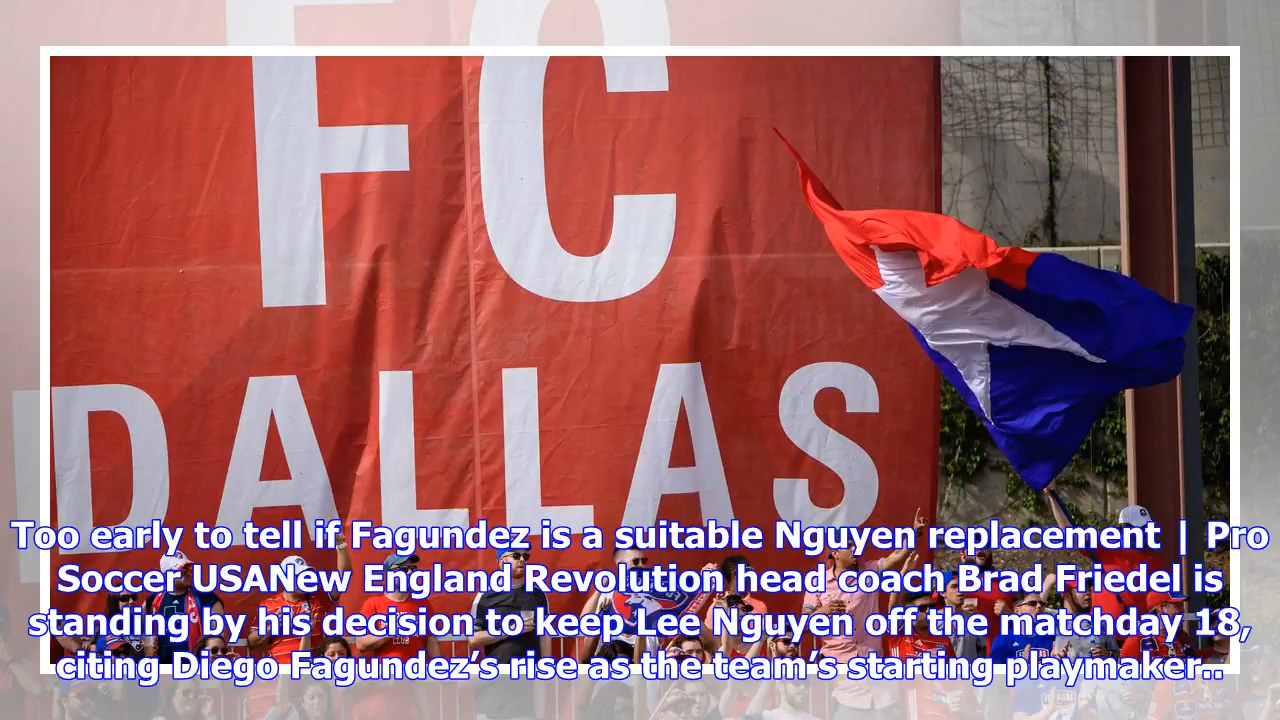 FC
DALLAS
Too early to tell if Fagundez is a suitable Nguyen replacement | Pro
Soccer USANew England Revolution head coach Brad Friedel is
standing by his decision to keep Lee Nguyen off the matchday 18,
citing Diego Fagundez’s rise as the team’s starting playmaker..